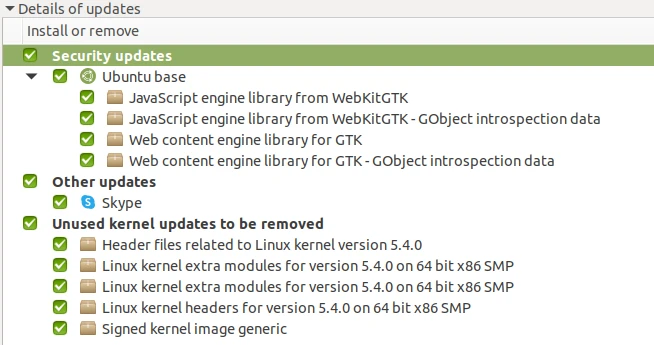 Details of updates
Install or remove
Security updates
Ubuntu base
JavaScript engine library from WebKitGTK
JavaScript engine library from WebKitGTK - GObject introspection data
Web content engine library for GTK
Web content engine library for GTK - GObject introspection data
Other updates
Skype
Unused kernel updates to be removed
Header files related to Linux kernel version 5.4.0
Linux kernel extra modules for version 5.4.0 on 64 bit x86 SMP
Linux kernel extra modules for version 5.4.0 on 64 bit x86 SMP
Linux kernel headers for version 5.4.0 on 64 bit x86 SMP
Signed kernel image generic